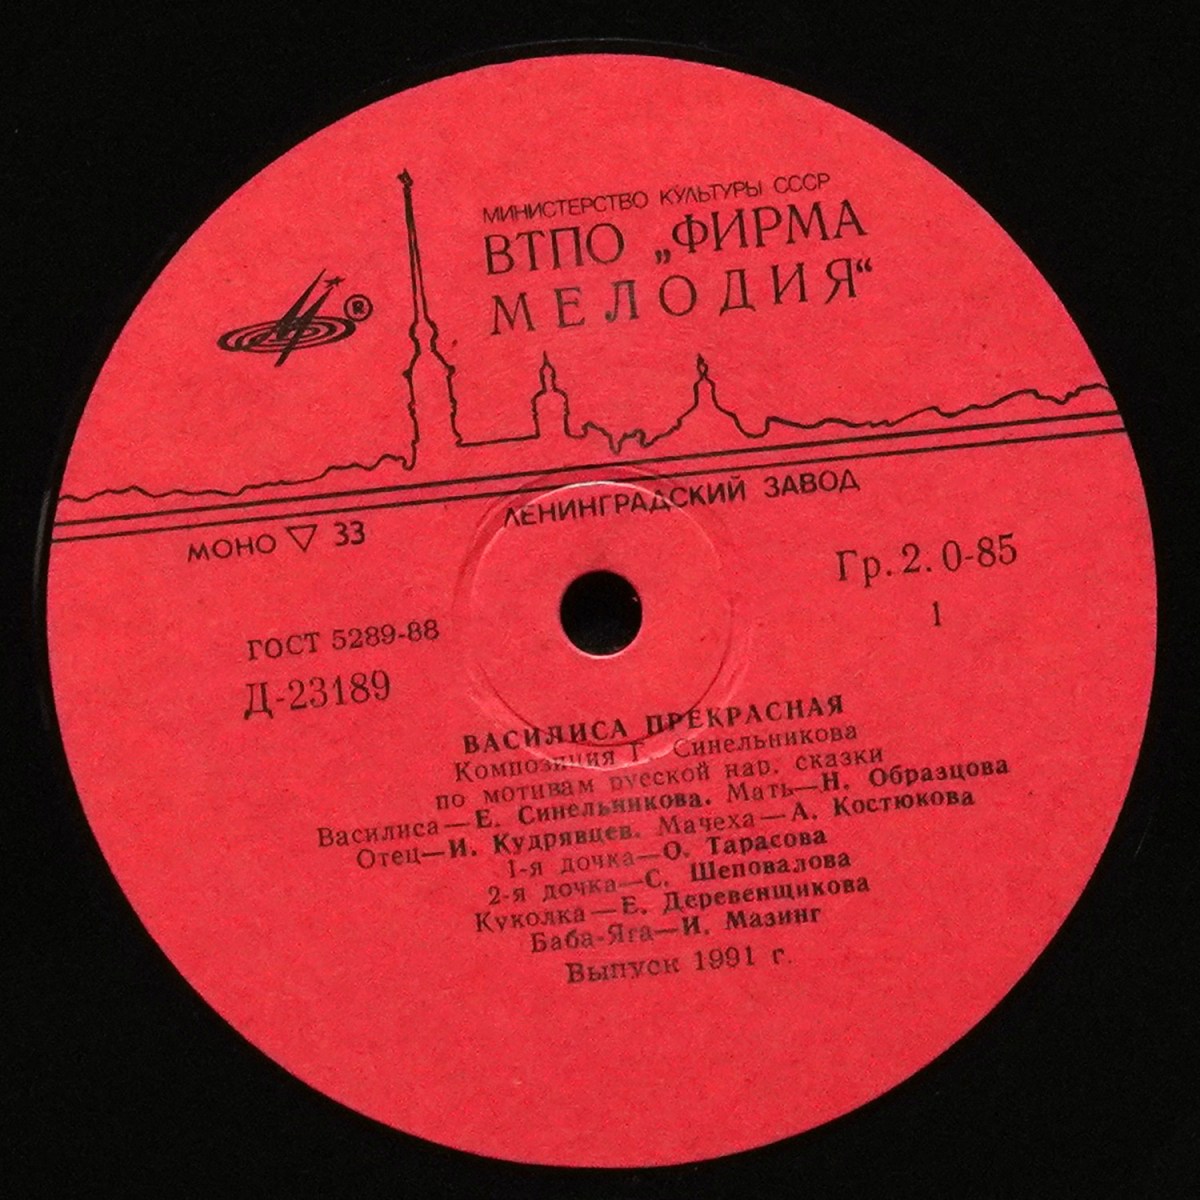 МИНИСТЕРСТВО КУЛЬТУРЫ СССР
ВТПО „ФИРМА
МЕЛОДИЯ“
®
ЛЕНИНГРАДСКИЙ ЗАВОД
МОНО ▽ 33
Гр. 2. 0-85
1
ГОСТ 5289-88
Д-23189
ВАСИЛИСА ПРЕКРАСНАЯ
Композиция Г. Синельникова
по мотивам русской нар. сказки
Василиса—Е. Синельникова. Мать—Н. Образцова
Отец—И. Кудрявцев. Мачеха—А. Костюкова
1-я дочка—О. Тарасова
2-я дочка—С. Шеповалова
Куколка—Е. Деревенщикова
Баба-Яга—И. Мазинг
Выпуск 1991 г.